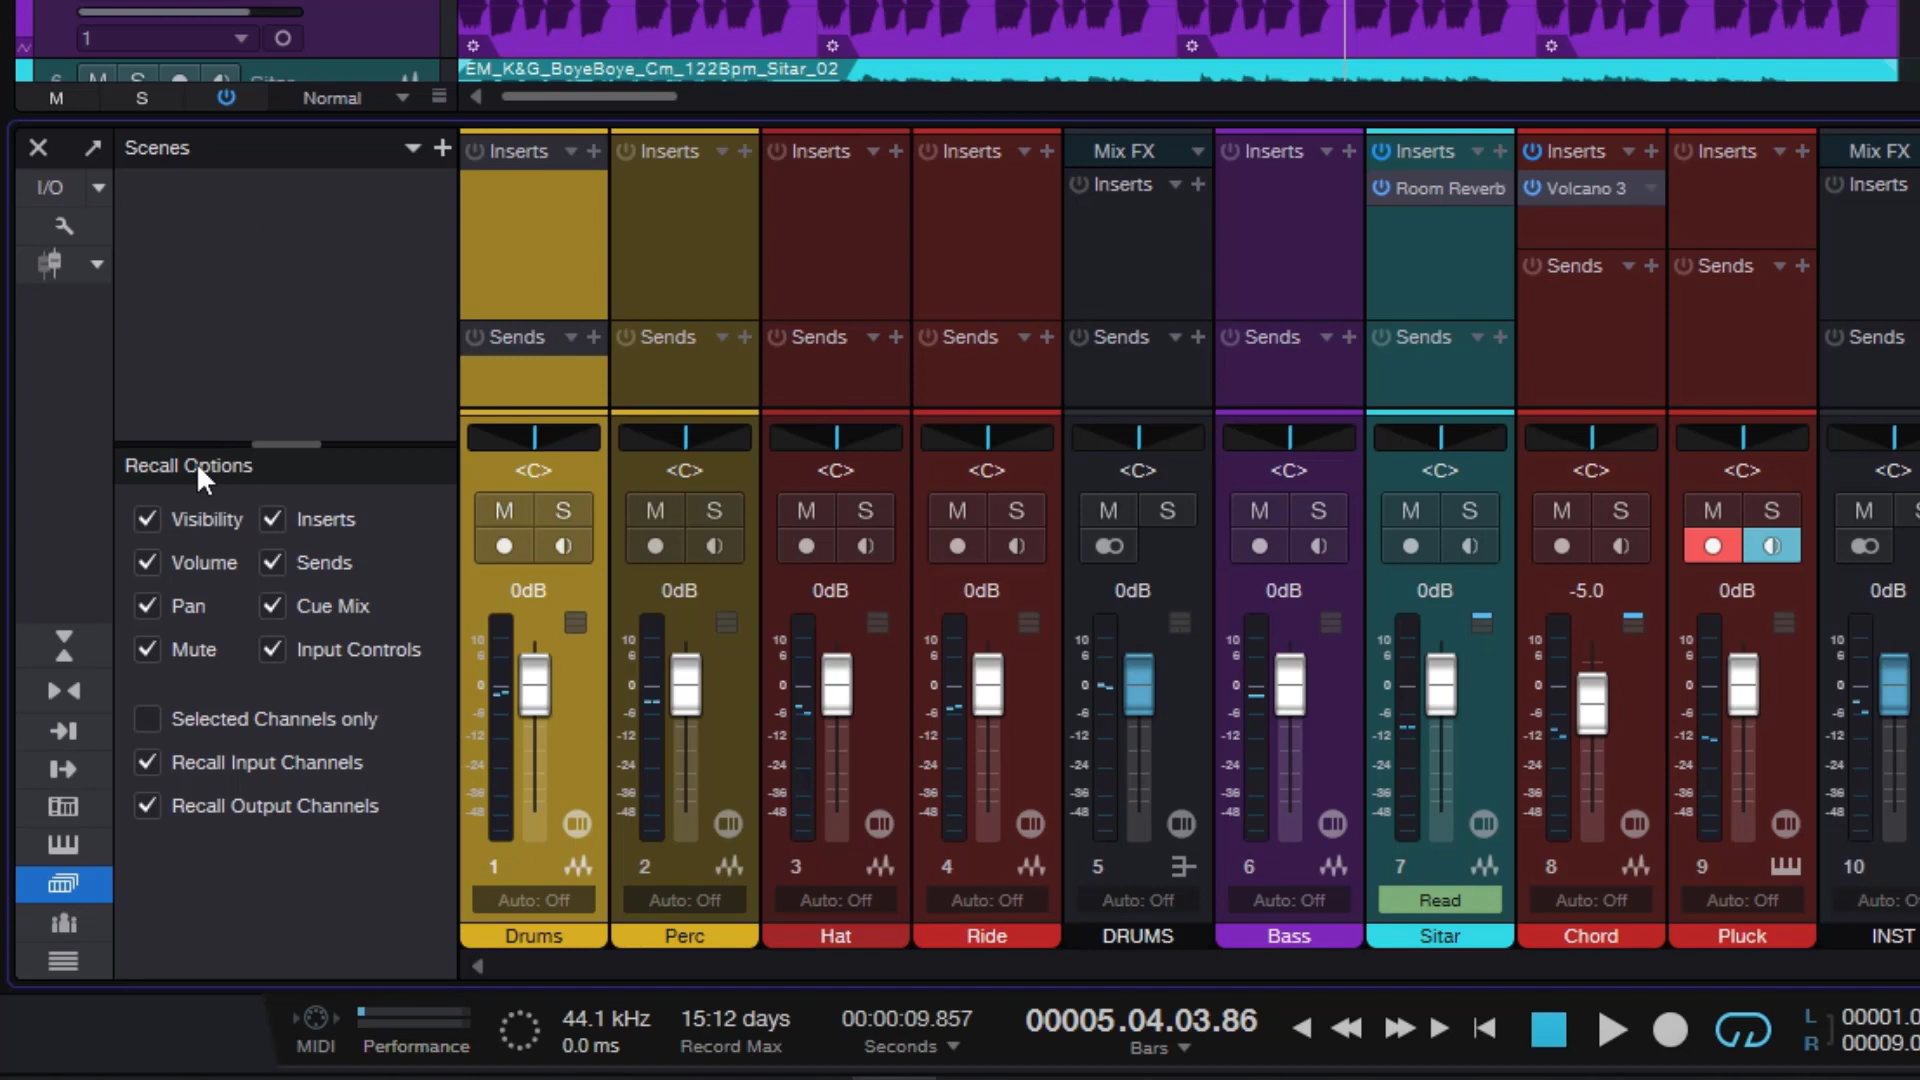 1
6 M S Sitar
EM_K&G_BoyeBoye_Cm_122Bpm_Sitar_02
M S Normal
Scenes
I/O
Inserts Inserts Inserts Inserts Mix FX Inserts Inserts Inserts Inserts Mix FX
Inserts Room Reverb Volcano 3 Inserts
Sends Sends
Sends Sends Sends Sends Sends Sends Sends Sends
Recall Options
Visibility Inserts
Volume Sends
Pan Cue Mix
Mute Input Controls
Selected Channels only
Recall Input Channels
Recall Output Channels
<C> <C> <C> <C> <C> <C> <C> <C> <C> <C>
M S M S M S M S M S M S M S M S M S M S
0dB 0dB 0dB 0dB 0dB 0dB 0dB -5.0 0dB 0dB
10 10 10 10 10 10 10 10 10 10
6 6 6 6 6 6 6 6 6 6
0 0 0 0 0 0 0 0 0 0
-6 -6 -6 -6 -6 -6 -6 -6 -6 -6
-12 -12 -12 -12 -12 -12 -12 -12 -12 -12
-24 -24 -24 -24 -24 -24 -24 -24 -24 -24
-36 -36 -36 -36 -36 -36 -36 -36 -36 -36
-48 -48 -48 -48 -48 -48 -48 -48 -48 -48
1 2 3 4 5 6 7 8 9 10
Auto: Off Auto: Off Auto: Off Auto: Off Auto: Off Auto: Off Read Auto: Off Auto: Off Auto: O
Drums Perc Hat Ride DRUMS Bass Sitar Chord Pluck INST
44.1 kHz 15:12 days 00:00:09.857 00005.04.03.86 L 00001.0
MIDI Performance 0.0 ms Record Max Seconds Bars R 00009.0